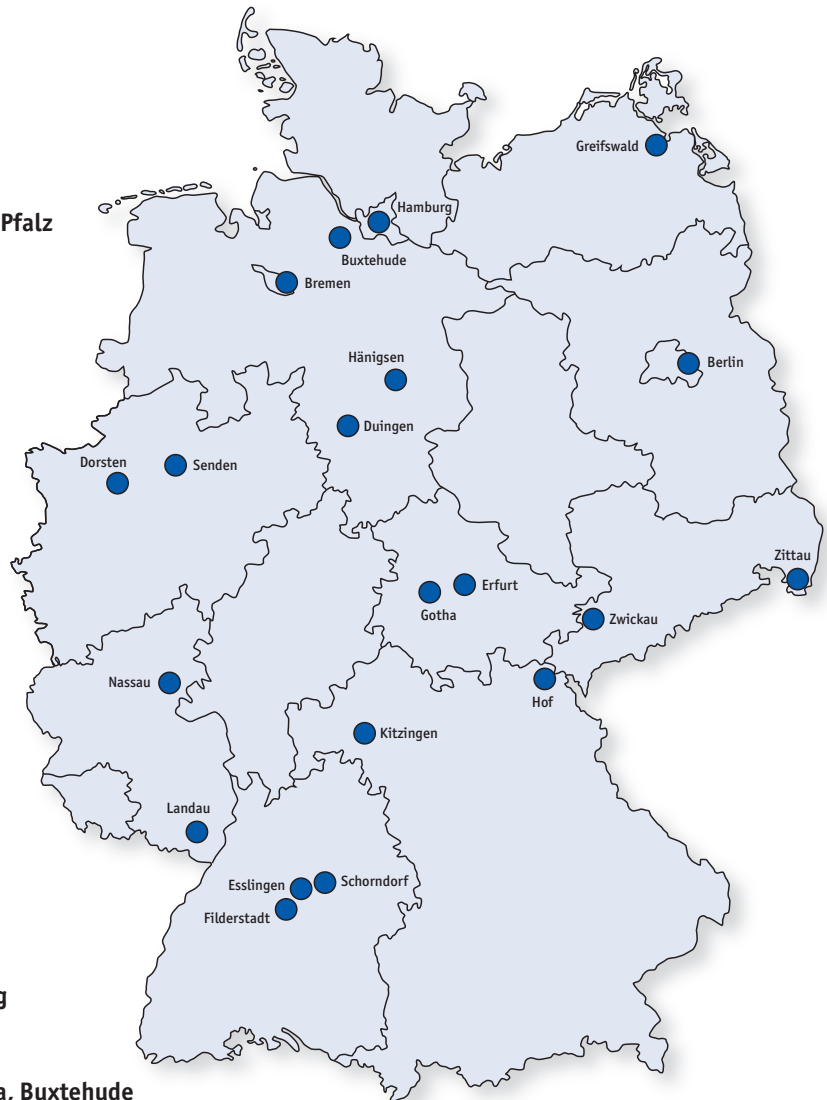 Greifswald
Hamburg
Pfalz
Buxtehude
Bremen
Hänigsen
Berlin
Duingen
Dorsten
Senden
Zittau
Erfurt
Gotha
Zwickau
Nassau
Hof
Kitzingen
Landau
Esslingen
Schorndorf
Filderstadt
g
a, Buxtehude